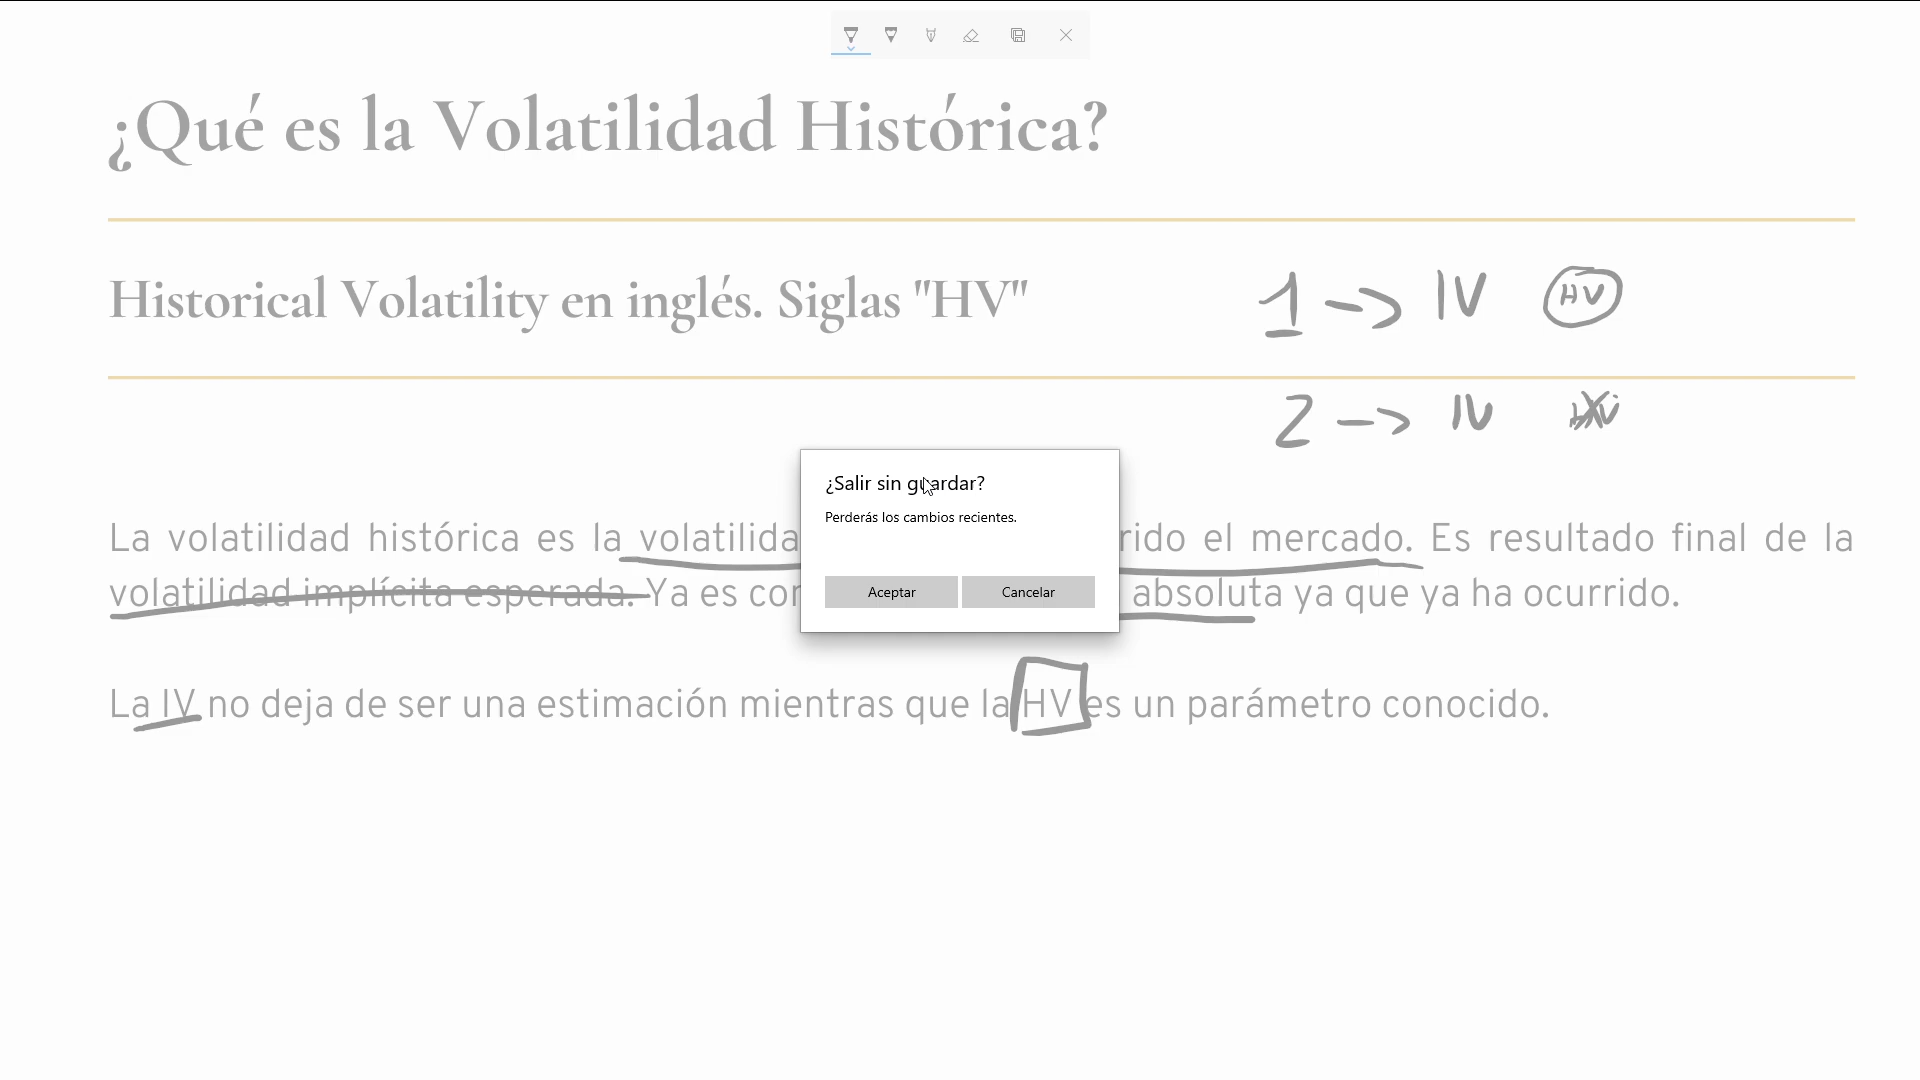 ¿Qué es la Volatilidad Histórica?
Historical Volatility en inglés. Siglas "HV"
1 -> IV HV
2 -> IV HV
¿Salir sin guardar?
Perderás los cambios recientes.
Aceptar Cancelar
La volatilidad histórica es la el mercado. Es resultado final de la
volatilidad implícita esperada. Ya es absoluta ya que ya ha ocurrido.
La IV no deja de ser una estimación mientras que la HV es un parámetro conocido.